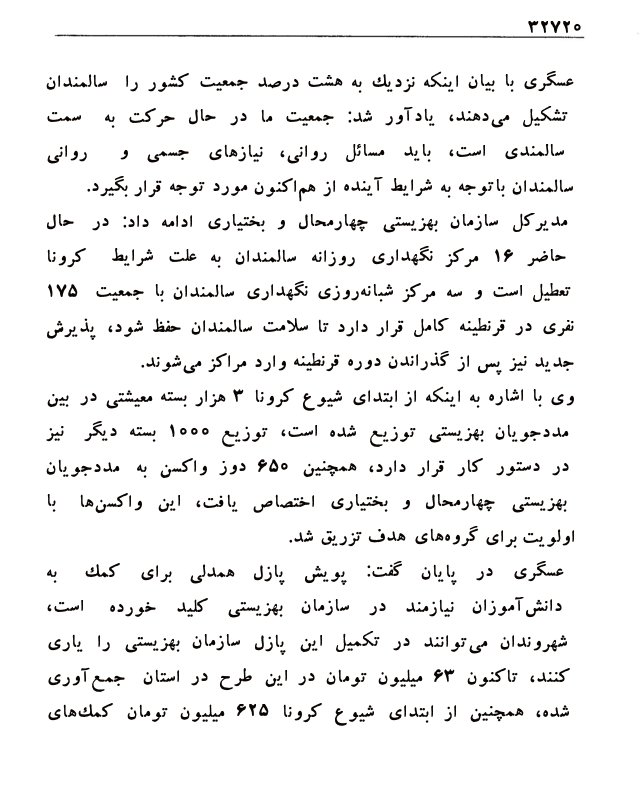 ۳۲۷۲۰
عسگری با بیان اینکه نزدیك به هشت درصد جمعیت کشور را سالمندان
تشکیل می‌دهند، یادآور شد: جمعیت ما در حال حرکت به سمت
سالمندی است، باید مسائل روانی، نیازهای جسمی و روانی
سالمندان باتوجه به شرایط آینده از هم‌اکنون مورد توجه قرار بگیرد.
مدیرکل سازمان بهزیستی چهارمحال و بختیاری ادامه داد: در حال
حاضر ۱۶ مرکز نگهداری روزانه سالمندان به علت شرایط کرونا
تعطیل است و سه مرکز شبانه‌روزی نگهداری سالمندان با جمعیت ۱۷۵
نفری در قرنطینه کامل قرار دارد تا سلامت سالمندان حفظ شود، پذیرش
جدید نیز پس از گذراندن دوره قرنطینه وارد مراکز می‌شوند.
وی با اشاره به اینکه از ابتدای شیوع کرونا ۳ هزار بسته معیشتی در بین
مددجویان بهزیستی توزیع شده است، توزیع ۱۰۰۰ بسته دیگر نیز
در دستور کار قرار دارد، همچنین ۶۵۰ دوز واکسن به مددجویان
بهزیستی چهارمحال و بختیاری اختصاص یافت، این واکسن‌ها با
اولویت برای گروه‌های هدف تزریق شد.
عسگری در پایان گفت: پویش پازل همدلی برای کمك به
دانش‌آموزان نیازمند در سازمان بهزیستی کلید خورده است،
شهروندان می‌توانند در تکمیل این پازل سازمان بهزیستی را یاری
کنند، تاکنون ۶۳ میلیون تومان در این طرح در استان جمع‌آوری
شده، همچنین از ابتدای شیوع کرونا ۶۲۵ میلیون تومان کمك‌های